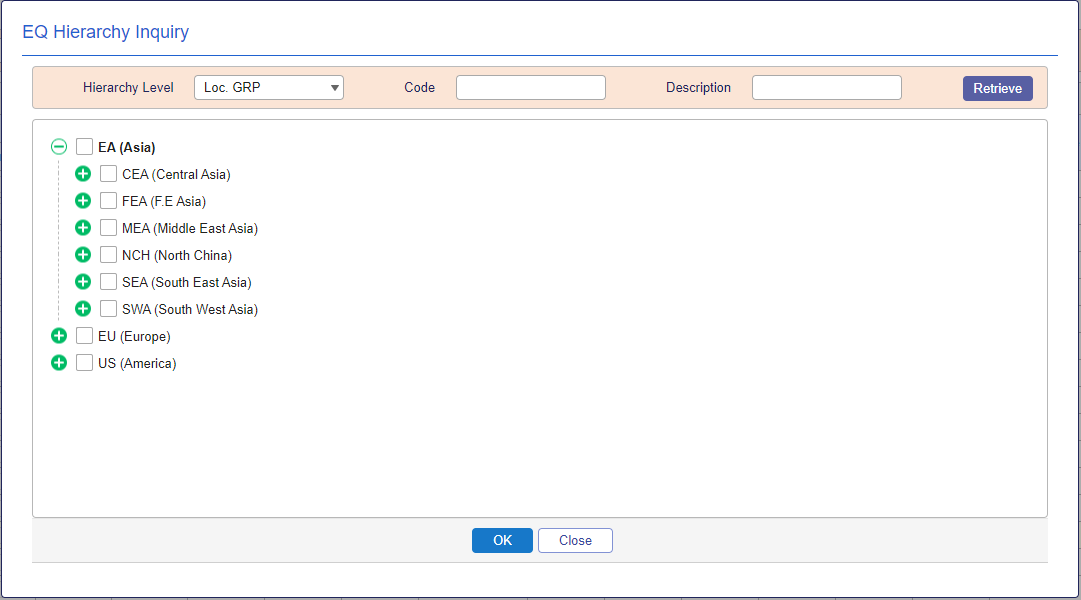 EQ Hierarchy Inquiry
Hierarchy Level Loc. GRP Code Description Retrieve
EA (Asia)
CEA (Central Asia)
FEA (F.E Asia)
MEA (Middle East Asia)
NCH (North China)
SEA (South East Asia)
SWA (South West Asia)
EU (Europe)
US (America)
OK Close